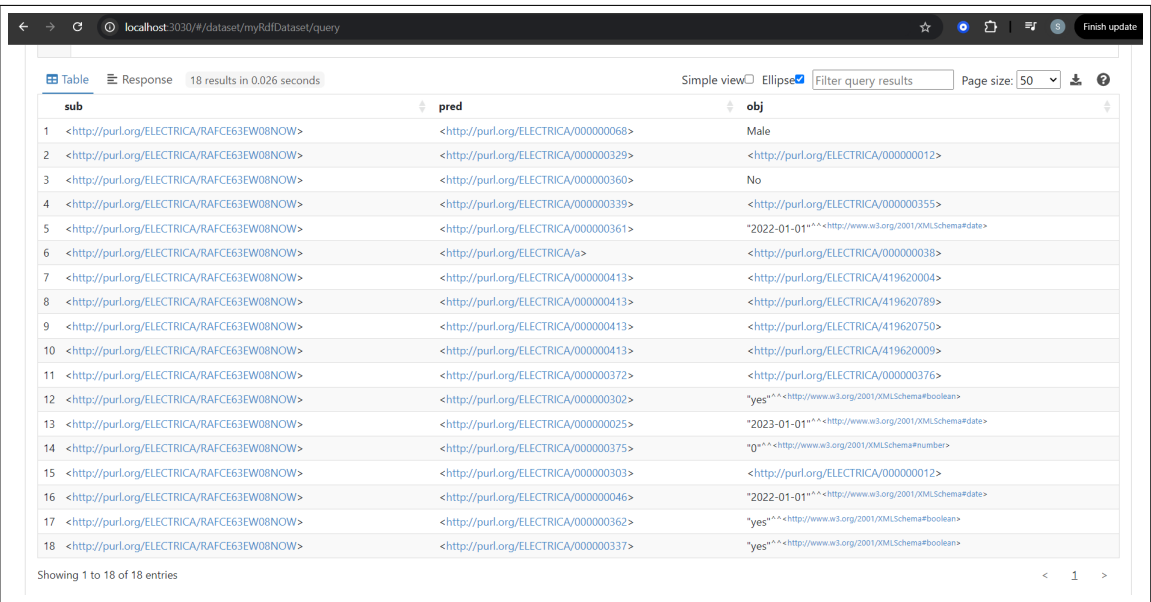 localhost:3030/#/dataset/myRdfDataset/query S Finish update
Table Response 18 results in 0.026 seconds Simple view Ellipse Filter query results Page size: 50
sub pred obj
1 <http://purl.org/ELECTRICA/RAFCE63EW08NOW> <http://purl.org/ELECTRICA/000000068> Male
2 <http://purl.org/ELECTRICA/RAFCE63EW08NOW> <http://purl.org/ELECTRICA/000000329> <http://purl.org/ELECTRICA/000000012>
3 <http://purl.org/ELECTRICA/RAFCE63EW08NOW> <http://purl.org/ELECTRICA/000000360> No
4 <http://purl.org/ELECTRICA/RAFCE63EW08NOW> <http://purl.org/ELECTRICA/000000339> <http://purl.org/ELECTRICA/000000355>
5 <http://purl.org/ELECTRICA/RAFCE63EW08NOW> <http://purl.org/ELECTRICA/000000361> "2022-01-01"^^<http://www.w3.org/2001/XMLSchema#date>
6 <http://purl.org/ELECTRICA/RAFCE63EW08NOW> <http://purl.org/ELECTRICA/a> <http://purl.org/ELECTRICA/000000038>
7 <http://purl.org/ELECTRICA/RAFCE63EW08NOW> <http://purl.org/ELECTRICA/000000413> <http://purl.org/ELECTRICA/419620004>
8 <http://purl.org/ELECTRICA/RAFCE63EW08NOW> <http://purl.org/ELECTRICA/000000413> <http://purl.org/ELECTRICA/419620789>
9 <http://purl.org/ELECTRICA/RAFCE63EW08NOW> <http://purl.org/ELECTRICA/000000413> <http://purl.org/ELECTRICA/419620750>
10 <http://purl.org/ELECTRICA/RAFCE63EW08NOW> <http://purl.org/ELECTRICA/000000413> <http://purl.org/ELECTRICA/419620009>
11 <http://purl.org/ELECTRICA/RAFCE63EW08NOW> <http://purl.org/ELECTRICA/000000372> <http://purl.org/ELECTRICA/000000376>
12 <http://purl.org/ELECTRICA/RAFCE63EW08NOW> <http://purl.org/ELECTRICA/000000302> "yes"^^<http://www.w3.org/2001/XMLSchema#boolean>
13 <http://purl.org/ELECTRICA/RAFCE63EW08NOW> <http://purl.org/ELECTRICA/000000025> "2023-01-01"^^<http://www.w3.org/2001/XMLSchema#date>
14 <http://purl.org/ELECTRICA/RAFCE63EW08NOW> <http://purl.org/ELECTRICA/000000375> "0"^^<http://www.w3.org/2001/XMLSchema#number>
15 <http://purl.org/ELECTRICA/RAFCE63EW08NOW> <http://purl.org/ELECTRICA/000000303> <http://purl.org/ELECTRICA/000000012>
16 <http://purl.org/ELECTRICA/RAFCE63EW08NOW> <http://purl.org/ELECTRICA/000000046> "2022-01-01"^^<http://www.w3.org/2001/XMLSchema#date>
17 <http://purl.org/ELECTRICA/RAFCE63EW08NOW> <http://purl.org/ELECTRICA/000000362> "yes"^^<http://www.w3.org/2001/XMLSchema#boolean>
18 <http://purl.org/ELECTRICA/RAFCE63EW08NOW> <http://purl.org/ELECTRICA/000000337> "yes"^^<http://www.w3.org/2001/XMLSchema#boolean>
Showing 1 to 18 of 18 entries < 1 >